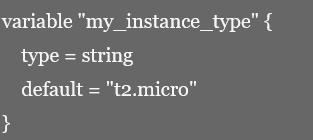 variable "my_instance_type" {
    type = string
    default = "t2.micro"
}